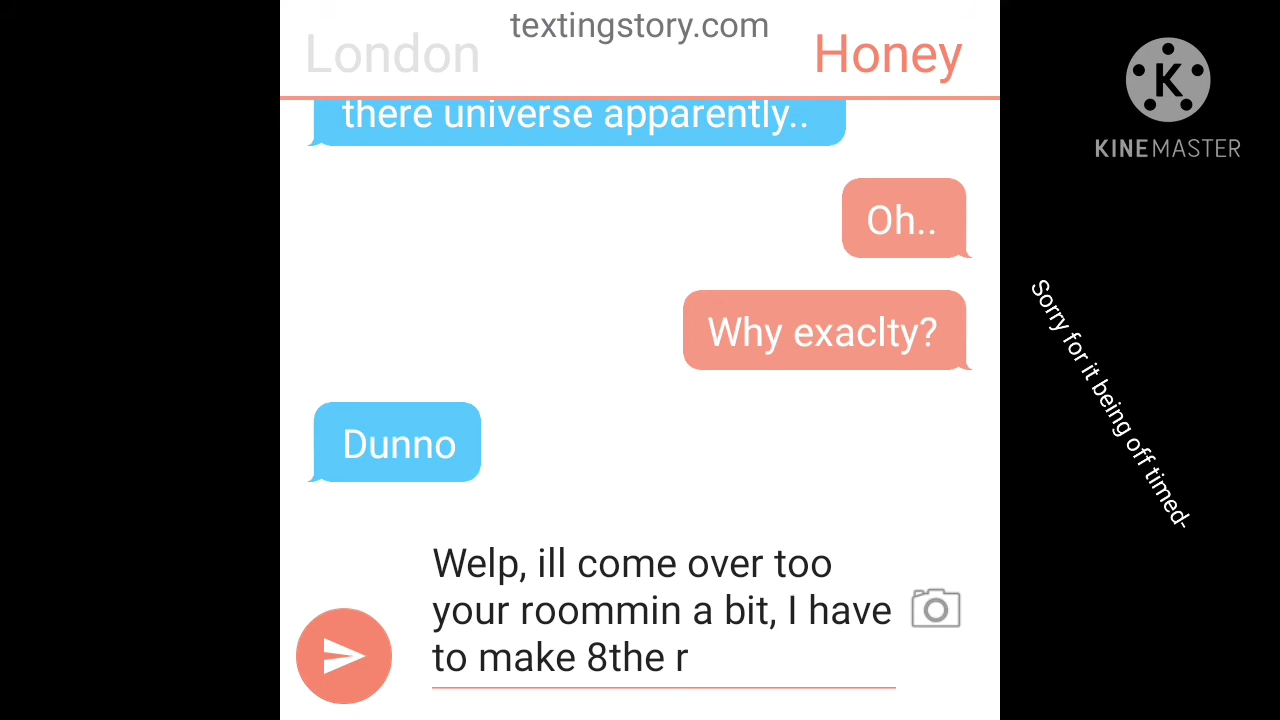 textingstory.com
London
Honey
KINEMASTER
there universe apparently..
Oh..
Why exaclty?
Dunno
Sorry for it being off timed-
Welp, ill come over too
your roommin a bit, I have
to make 8the r